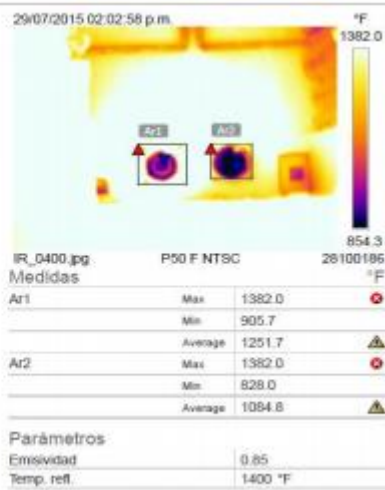 29/07/2015 02:02:58 p.m. °F
1382.0
Ar1 Ar2
854.3
IR_0400.jpg P50 F NTSC 28100186
Medidas °F
Ar1 Max 1382.0
Min 905.7
Average 1251.7
Ar2 Max 1382.0
Min 828.0
Average 1084.8
Parámetros
Emisividad 0.85
Temp. refl. 1400 °F